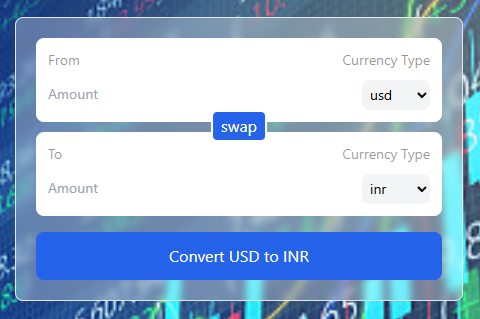 From Currency Type
Amount usd
swap
To Currency Type
Amount inr
Convert USD to INR